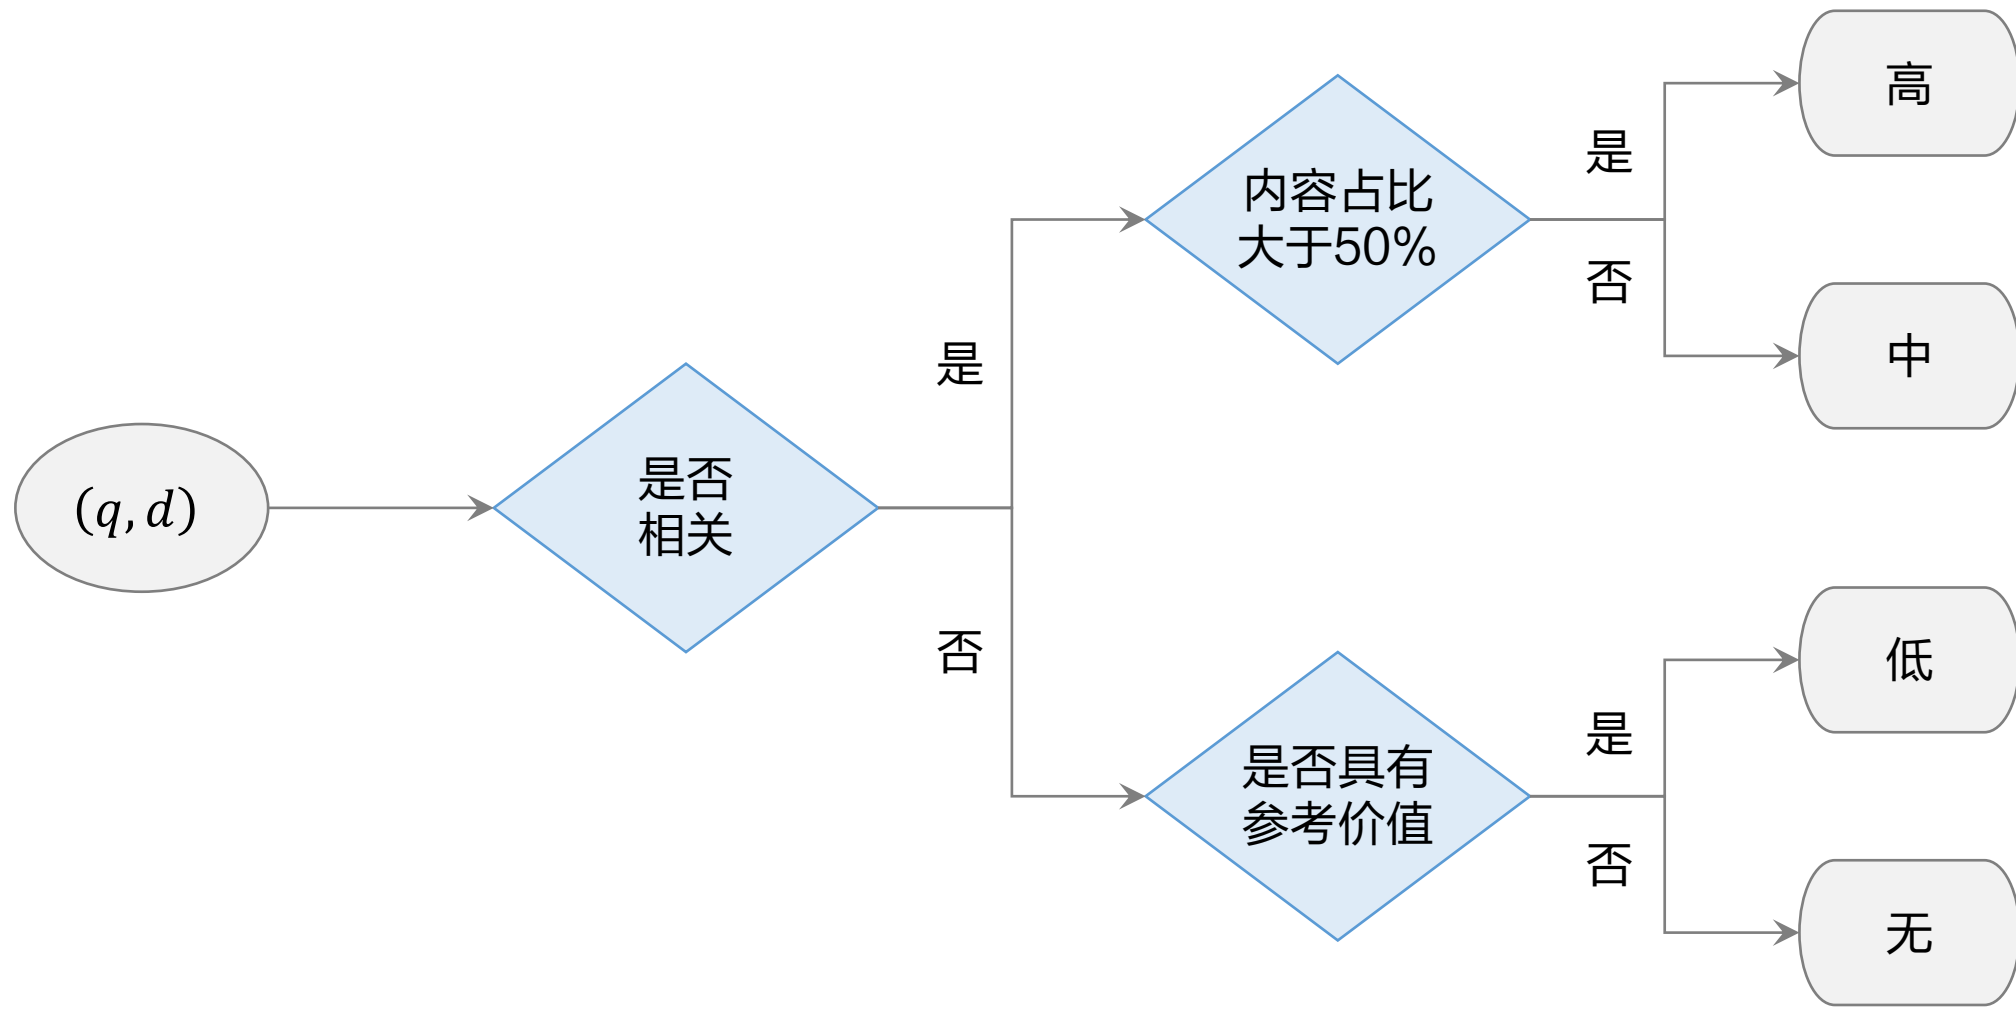 (q, d)
是否
相关
是
否
内容占比
大于50%
是
否
高
中
是否具有
参考价值
是
否
低
无